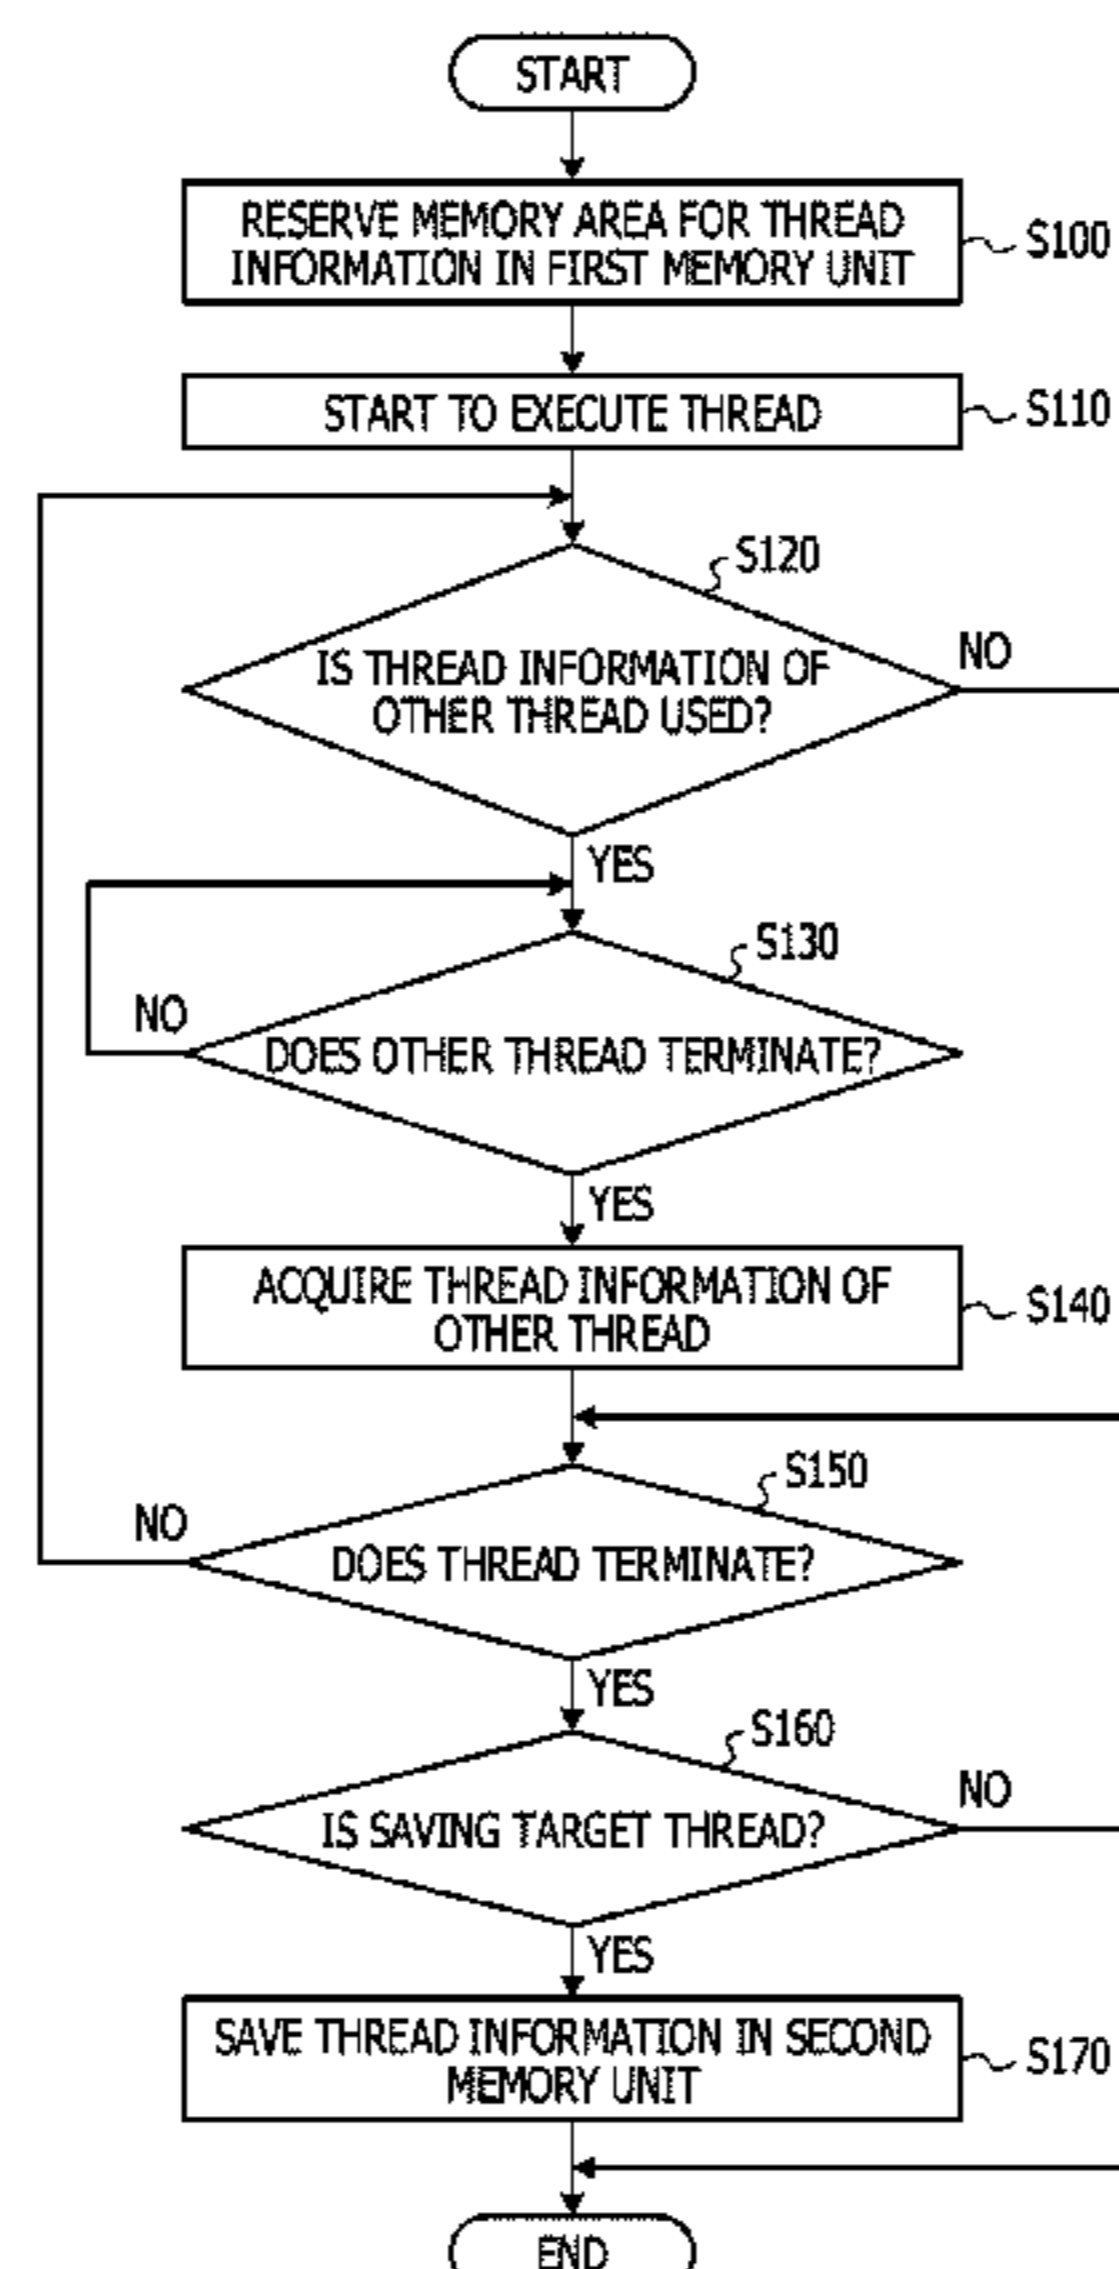 START
RESERVE MEMORY AREA FOR THREAD
INFORMATION IN FIRST MEMORY UNIT
S100
START TO EXECUTE THREAD
S110
S120
IS THREAD INFORMATION OF
OTHER THREAD USED?
NO
YES
S130
NO
DOES OTHER THREAD TERMINATE?
YES
ACQUIRE THREAD INFORMATION OF
OTHER THREAD
S140
S150
NO
DOES THREAD TERMINATE?
YES
S160
NO
IS SAVING TARGET THREAD?
YES
SAVE THREAD INFORMATION IN SECOND
MEMORY UNIT
S170
END